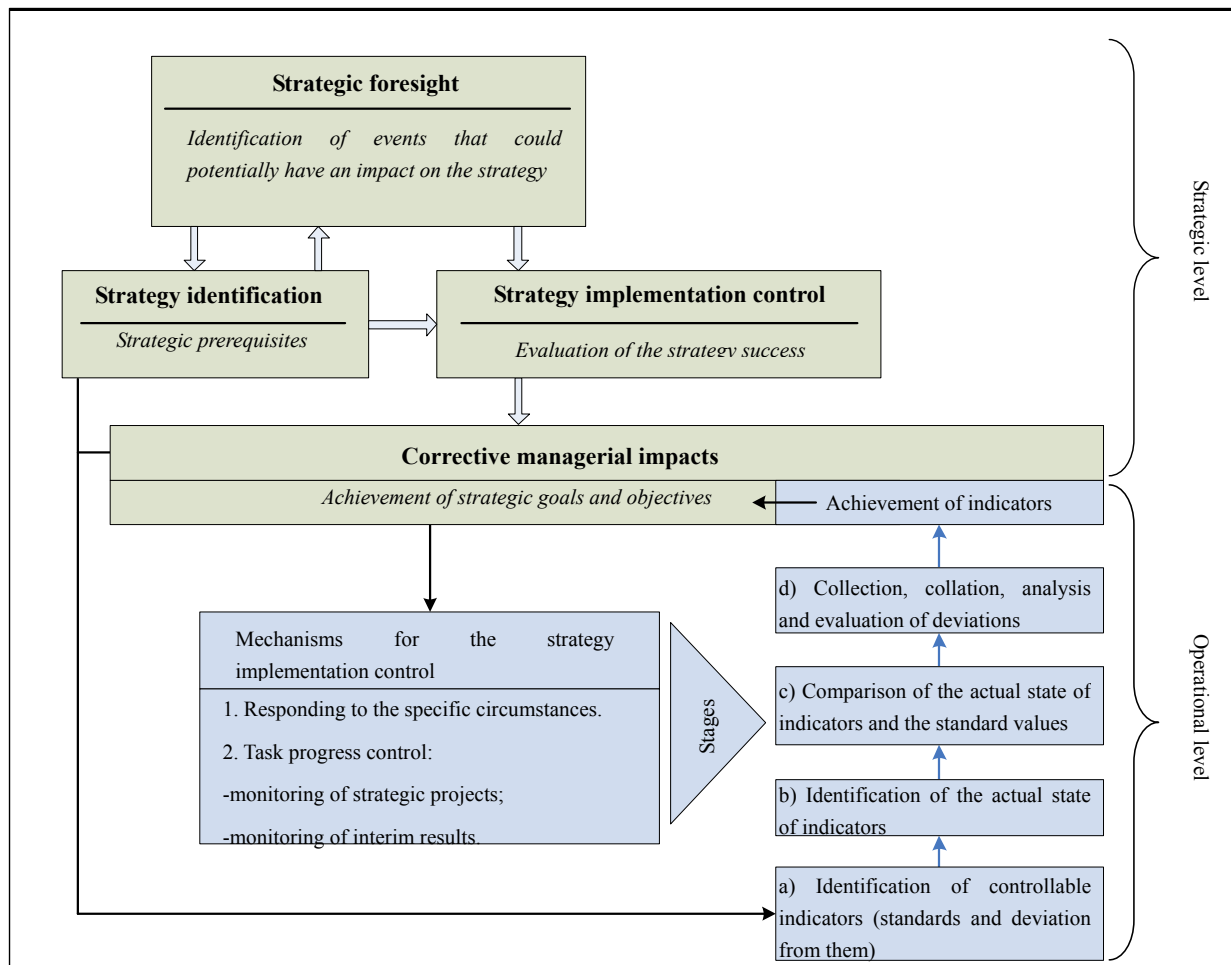 Strategic foresight
Identification of events that could
potentially have an impact on the strategy
Strategy identification
Strategic prerequisites
Strategy implementation control
Evaluation of the strategy success
Corrective managerial impacts
Achievement of strategic goals and objectives
Achievement of indicators
Mechanisms for the strategy
implementation control
1. Responding to the specific circumstances.
2. Task progress control:
-monitoring of strategic projects;
-monitoring of interim results.
Stages
d) Collection, collation, analysis
and evaluation of deviations
c) Comparison of the actual state of
indicators and the standard values
b) Identification of the actual state
of indicators
a) Identification of controllable
indicators (standards and deviation
from them)
Strategic level
Operational level